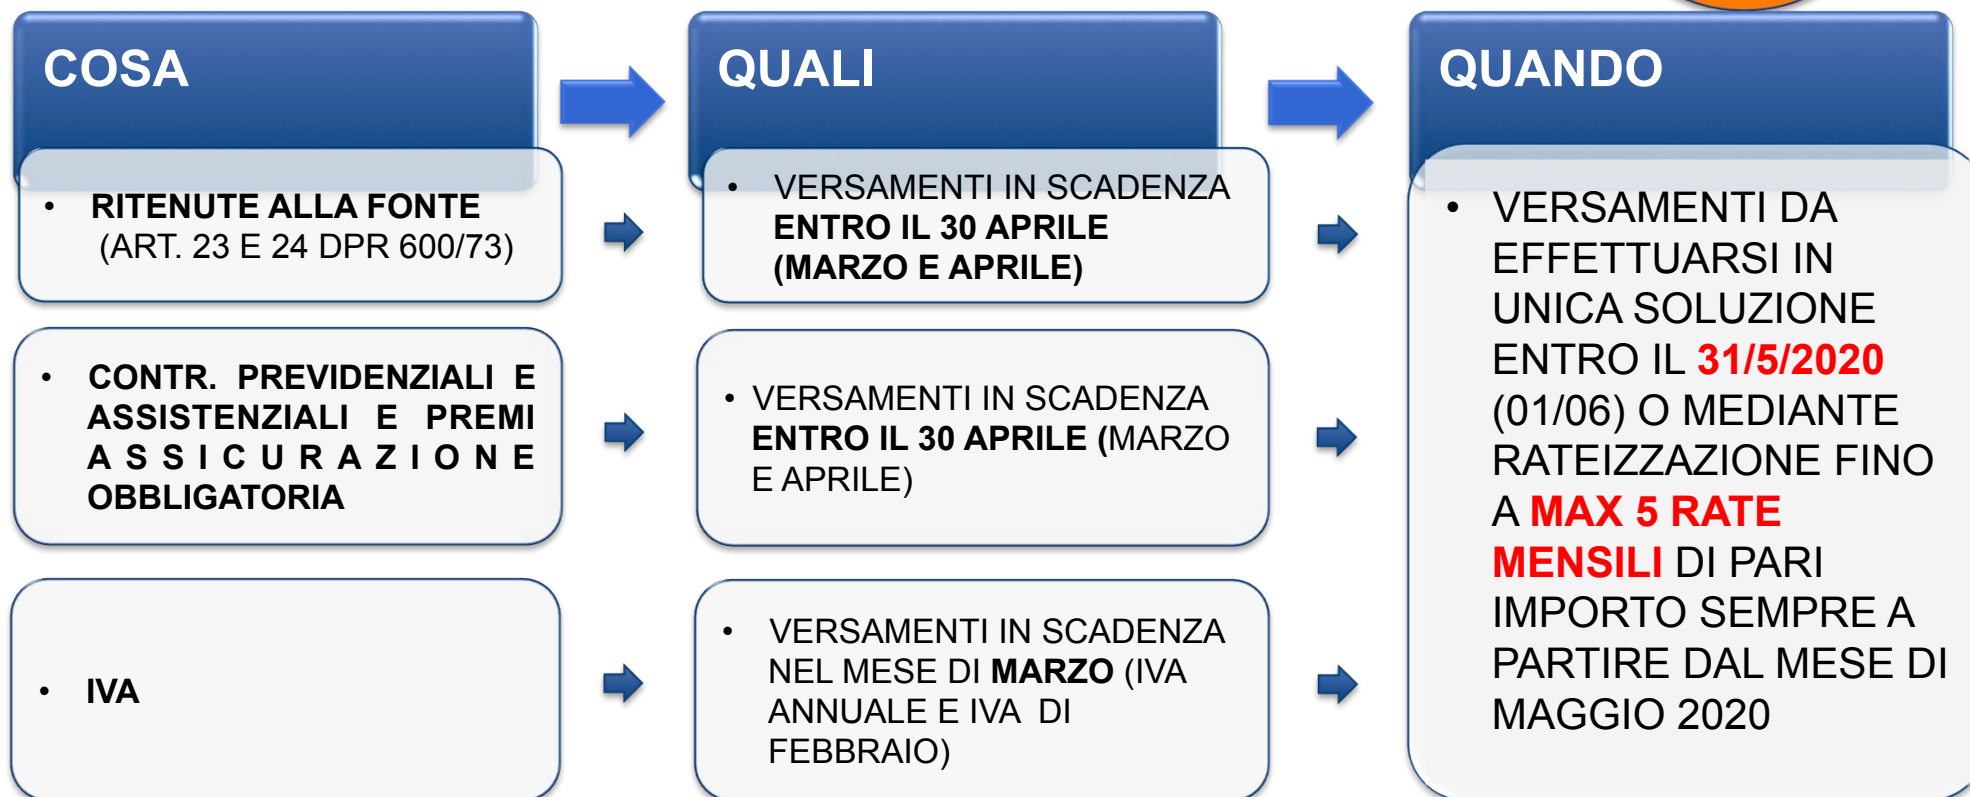 COSA
QUALI
QUANDO
• RITENUTE ALLA FONTE
(ART. 23 E 24 DPR 600/73)
• VERSAMENTI IN SCADENZA
ENTRO IL 30 APRILE
(MARZO E APRILE)
• CONTR. PREVIDENZIALI E
ASSISTENZIALI E PREMI
ASSICURAZIONE
OBBLIGATORIA
• VERSAMENTI IN SCADENZA
ENTRO IL 30 APRILE (MARZO
E APRILE)
• IVA
• VERSAMENTI IN SCADENZA
NEL MESE DI MARZO (IVA
ANNUALE E IVA DI
FEBBRAIO)
• VERSAMENTI DA
EFFETTUARSI IN
UNICA SOLUZIONE
ENTRO IL 31/5/2020
(01/06) O MEDIANTE
RATEIZZAZIONE FINO
A MAX 5 RATE
MENSILI DI PARI
IMPORTO SEMPRE A
PARTIRE DAL MESE DI
MAGGIO 2020